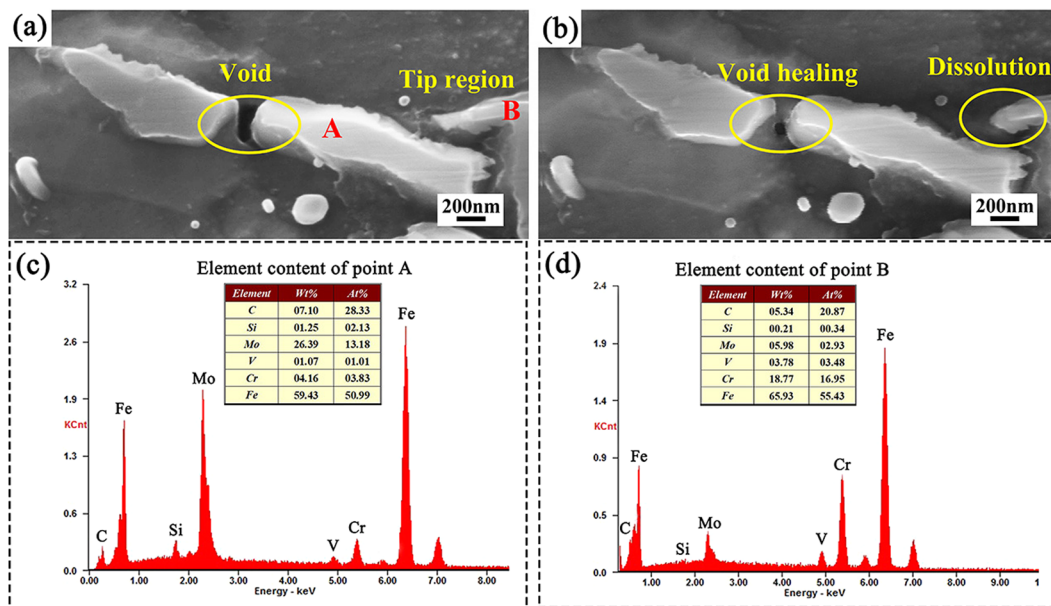 (a)
Void
Tip region
A
B
200nm
(b)
Void healing
Dissolution
200nm
(c)
Element content of point A
Element Wt% At%
C 07.10 28.33
Si 01.25 02.13
Mo 26.39 13.18
V 01.07 01.01
Cr 04.16 03.83
Fe 59.43 50.99
3.2
2.6
1.9
KCnt
1.3
0.6
0.0
C
Fe
Si
Mo
V
Cr
Fe
0.00 1.00 2.00 3.00 4.00 5.00 6.00 7.00 8.00
Energy - keV
(d)
Element content of point B
Element Wt% At%
C 05.34 20.87
Si 00.21 00.34
Mo 05.98 02.93
V 03.78 03.48
Cr 18.77 16.95
Fe 65.93 55.43
2.4
1.9
1.4
KCnt
0.9
0.5
0.0
C
Fe
Si
Mo
V
Cr
Fe
1.00 2.00 3.00 4.00 5.00 6.00 7.00 8.00 9.00 1
Energy - keV